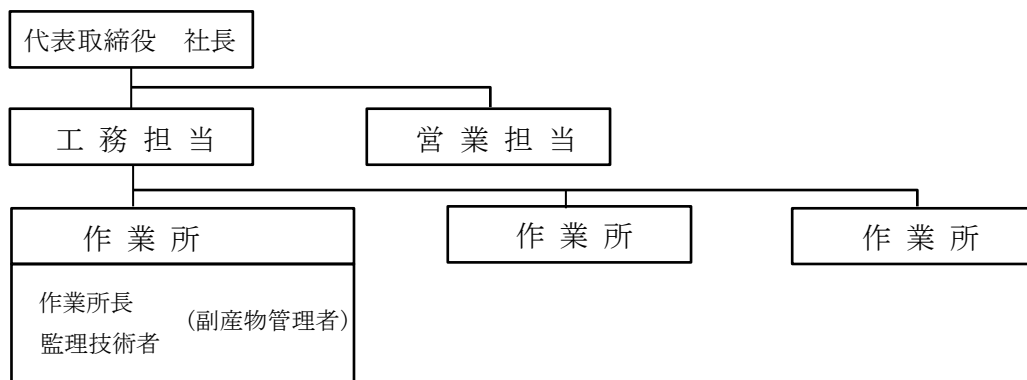 代表取締役　社長
工 務 担 当
営 業 担 当
作 業 所
作 業 所
作 業 所
作業所長
監理技術者
(副産物管理者)